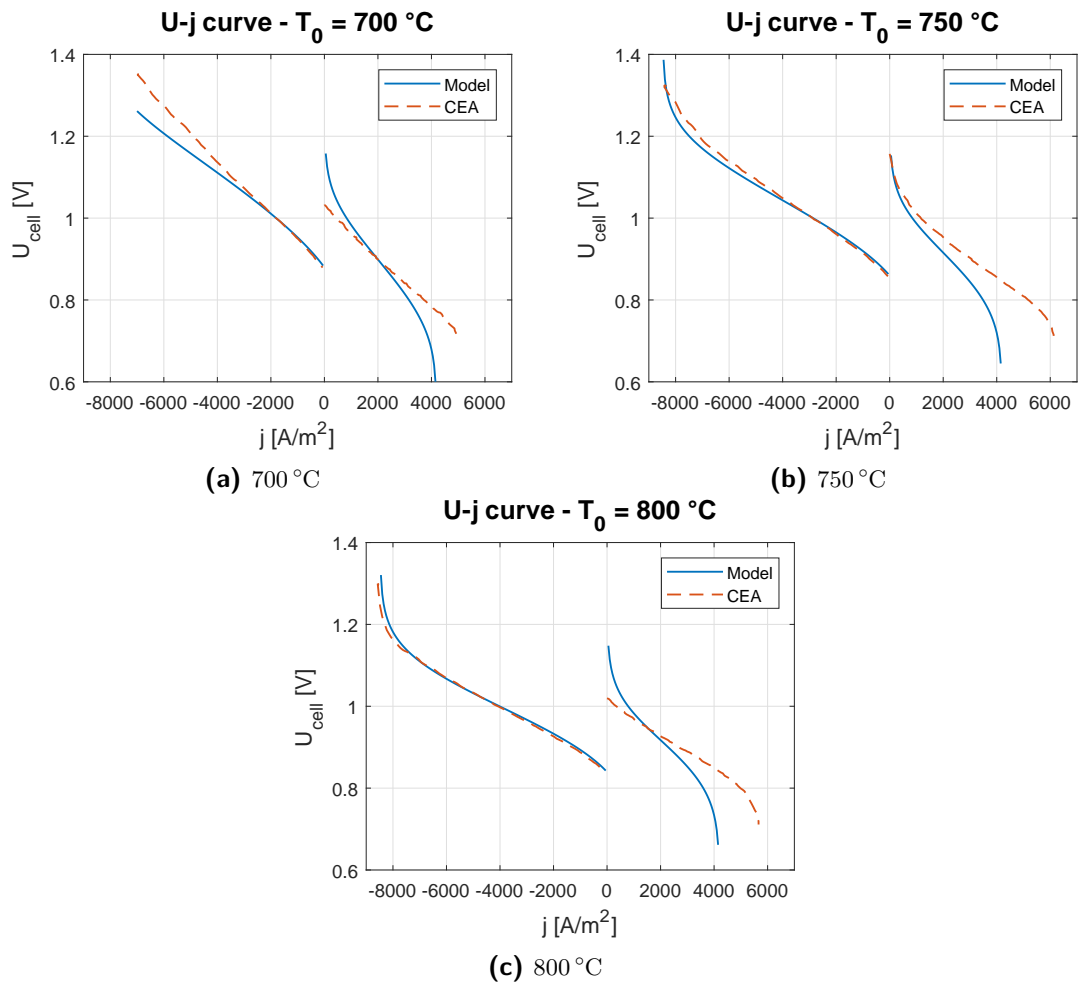 U-j curve - T0 = 700 °C
1.4
1.2
1
0.8
0.6
U_cell [V]
Model
CEA
-8000 -6000 -4000 -2000 0 2000 4000 6000
j [A/m²]
(a) 700 °C
U-j curve - T0 = 750 °C
1.4
1.2
1
0.8
0.6
U_cell [V]
Model
CEA
-8000 -6000 -4000 -2000 0 2000 4000 6000
j [A/m²]
(b) 750 °C
U-j curve - T0 = 800 °C
1.4
1.2
1
0.8
0.6
U_cell [V]
Model
CEA
-8000 -6000 -4000 -2000 0 2000 4000 6000
j [A/m²]
(c) 800 °C